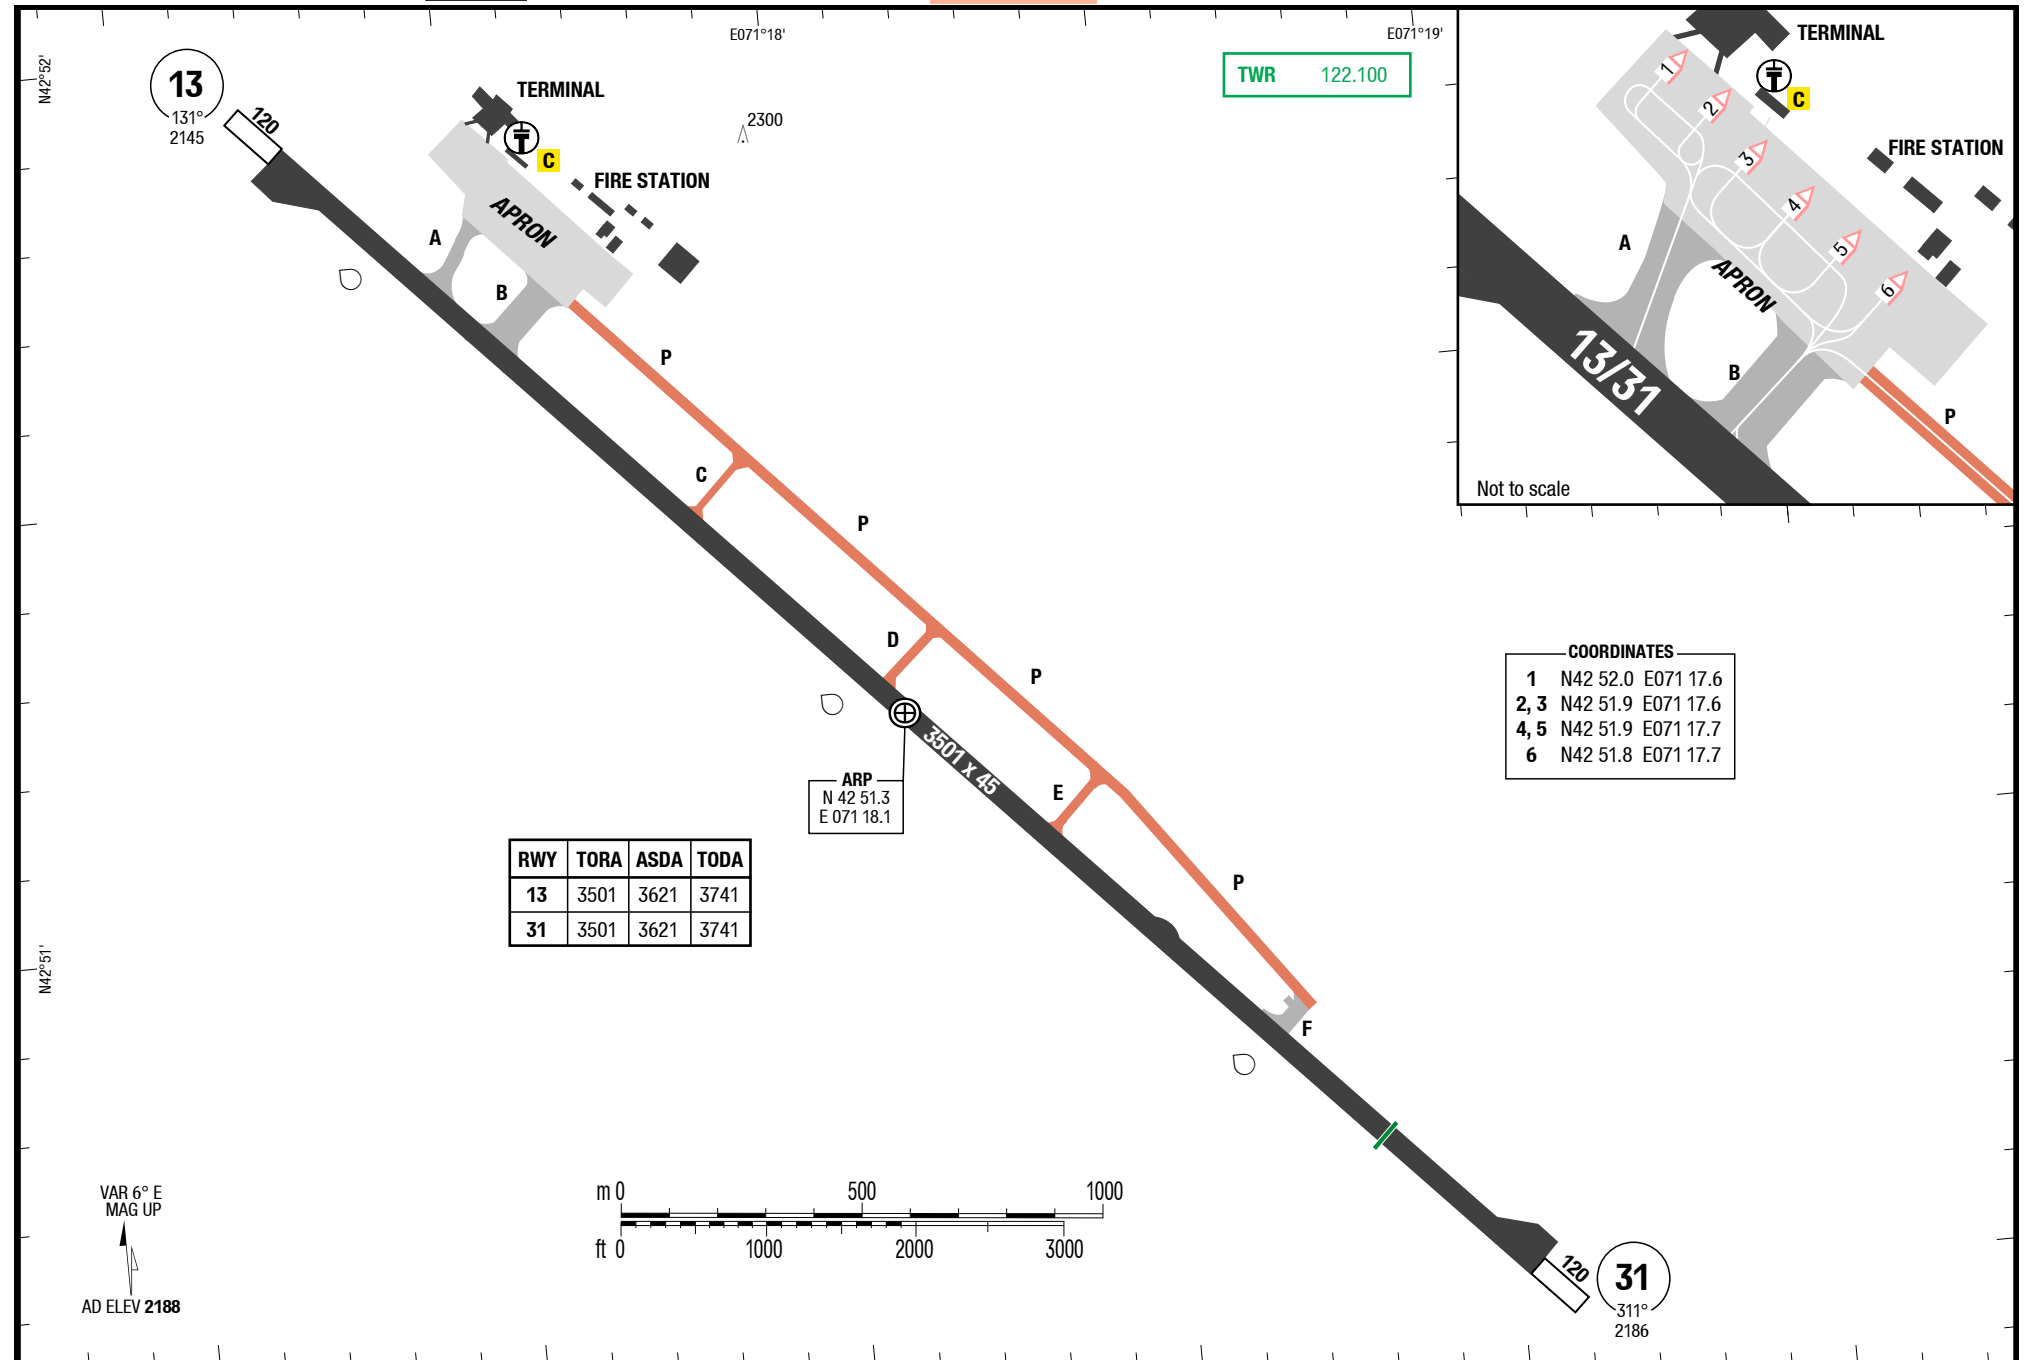 E071°18'
E071°19'
N42°52'
N42°51'
13
131°
2145
120
TERMINAL
C
FIRE STATION
APRON
2300
TWR 122.100
A
B
P
C
P
D
P
E
P
F
3501 x 45
ARP
N 42 51.3
E 071 18.1
RWY TORA ASDA TODA
13 3501 3621 3741
31 3501 3621 3741
m 0 500 1000
ft 0 1000 2000 3000
VAR 6° E
MAG UP
AD ELEV 2188
120
31
311°
2186
TERMINAL
C
FIRE STATION
1
2
3
4
5
6
A
APRON
B
13/31
P
Not to scale
COORDINATES
1 N42 52.0 E071 17.6
2, 3 N42 51.9 E071 17.6
4, 5 N42 51.9 E071 17.7
6 N42 51.8 E071 17.7